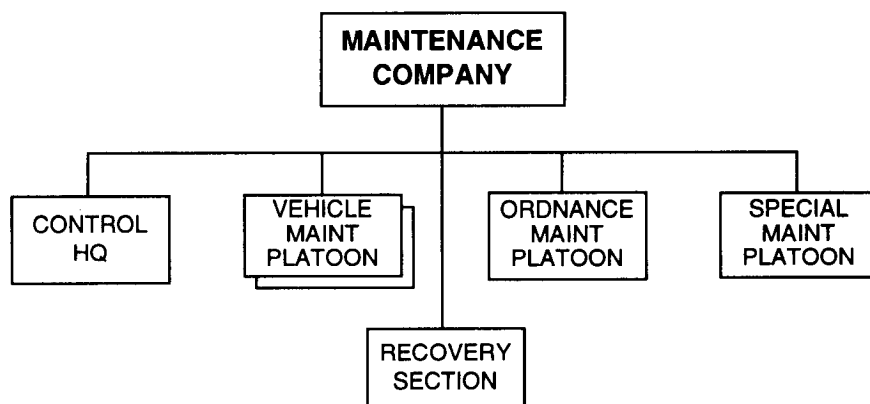 MAINTENANCE
COMPANY
CONTROL
HQ
VEHICLE
MAINT
PLATOON
ORDNANCE
MAINT
PLATOON
SPECIAL
MAINT
PLATOON
RECOVERY
SECTION